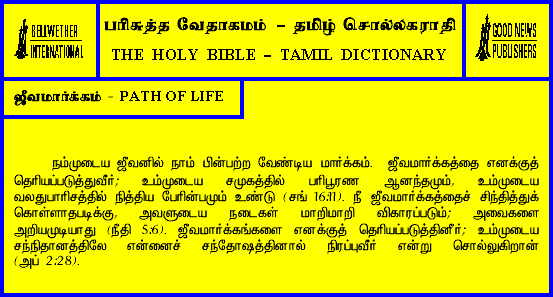 BELLWETHER
INTERNATIONAL
பரிசுத்த வேதாகமம் – தமிழ் சொல்லகராதி
THE HOLY BIBLE – TAMIL DICTIONARY
GOOD NEWS
PUBLISHERS
ஜீவமார்க்கம் - PATH OF LIFE
நம்முடைய ஜீவனில் நாம் பின்பற்ற வேண்டிய மார்க்கம். ஜீவமார்க்கத்தை எனக்குத்
தெரியப்படுத்துவீர்; உம்முடைய சமுகத்தில் பரிபூரண ஆனந்தமும், உம்முடைய
வலதுபாரிசத்தில் நித்திய பேரின்பமும் உண்டு (சங் 16:11). நீ ஜீவமார்க்கத்தைச் சிந்தித்துக்
கொள்ளாதபடிக்கு, அவளுடைய நடைகள் மாறிமாறி விகாரப்படும்; அவைகளை
அறியமுடியாது (நீதி 5:6). ஜீவமார்க்கங்களை எனக்குத் தெரியப்படுத்தினீர்; உம்முடைய
சந்நிதானத்திலே என்னைச் சந்தோஷத்தினால் நிரப்புவீர் என்று சொல்லுகிறான்
(அப் 2:28).